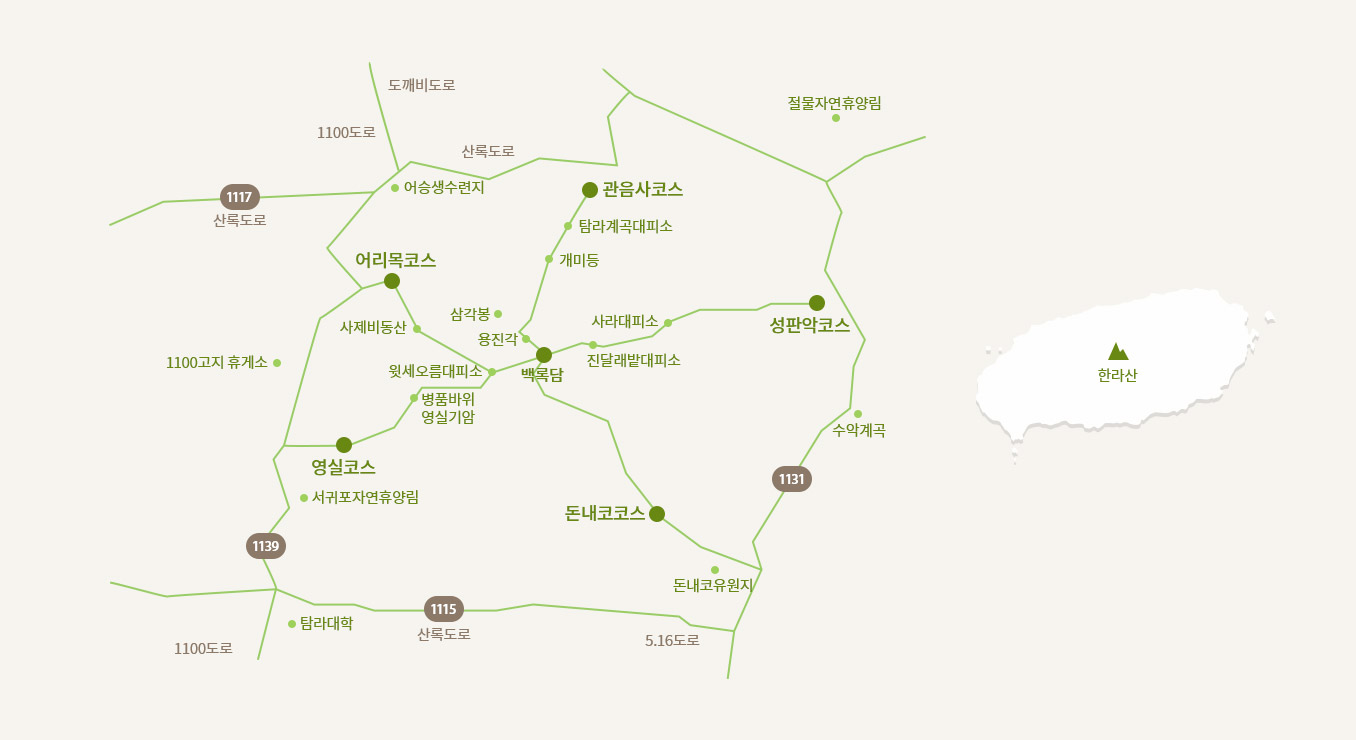 도깨비도로
절물자연휴양림
1100도로
산록도로
어승생수련지
관음사코스
1117
산록도로
탐라계곡대피소
어리목코스
개미등
삼각봉
사라대피소
성판악코스
사제비동산
용진각
1100고지 휴게소
진달래밭대피소
윗세오름대피소
백록담
한라산
병풍바위
영실기암
수악계곡
영실코스
1131
서귀포자연휴양림
돈내코코스
1139
돈내코유원지
1115
탐라대학
산록도로
5.16도로
1100도로